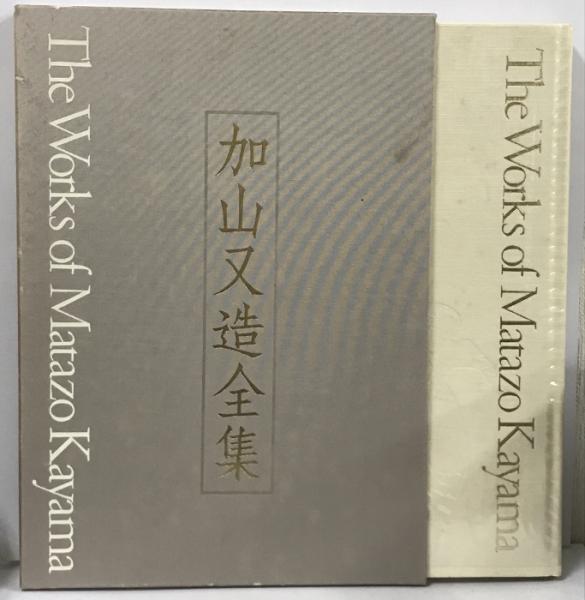 The Works of Matazo Kayama
加山又造全集
The Works of Matazo Kayama